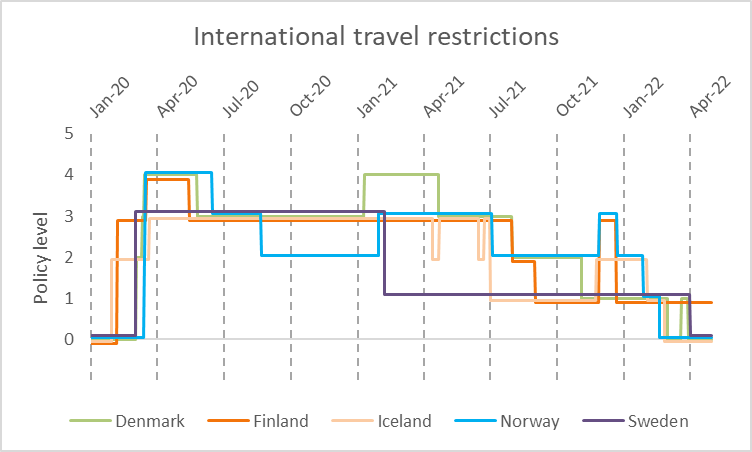 International travel restrictions
Jan-20 Apr-20 Jul-20 Oct-20 Jan-21 Apr-21 Jul-21 Oct-21 Jan-22 Apr-22
Policy level
5
4
3
2
1
0
Denmark Finland Iceland Norway Sweden